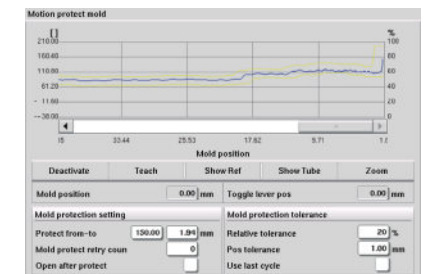 Motion protect mold
[] %
210.00 100
160.60 80
110.80 60
61.20 40
- 11.60 20
--38.00 0
33.44 25.53 17.62 9.71
Mold position
Deactivate Teach Show Ref Show Tube Zoom
Mold position 0.00 mm Toggle lever pos 0.00 mm
Mold protection setting Mold protection tolerance
Protect from-to 150.00 1.94 mm Relative tolerance 20 %
Mold protect retry coun 0 Pos tolerance 1.00 mm
Open after protect Use last cycle